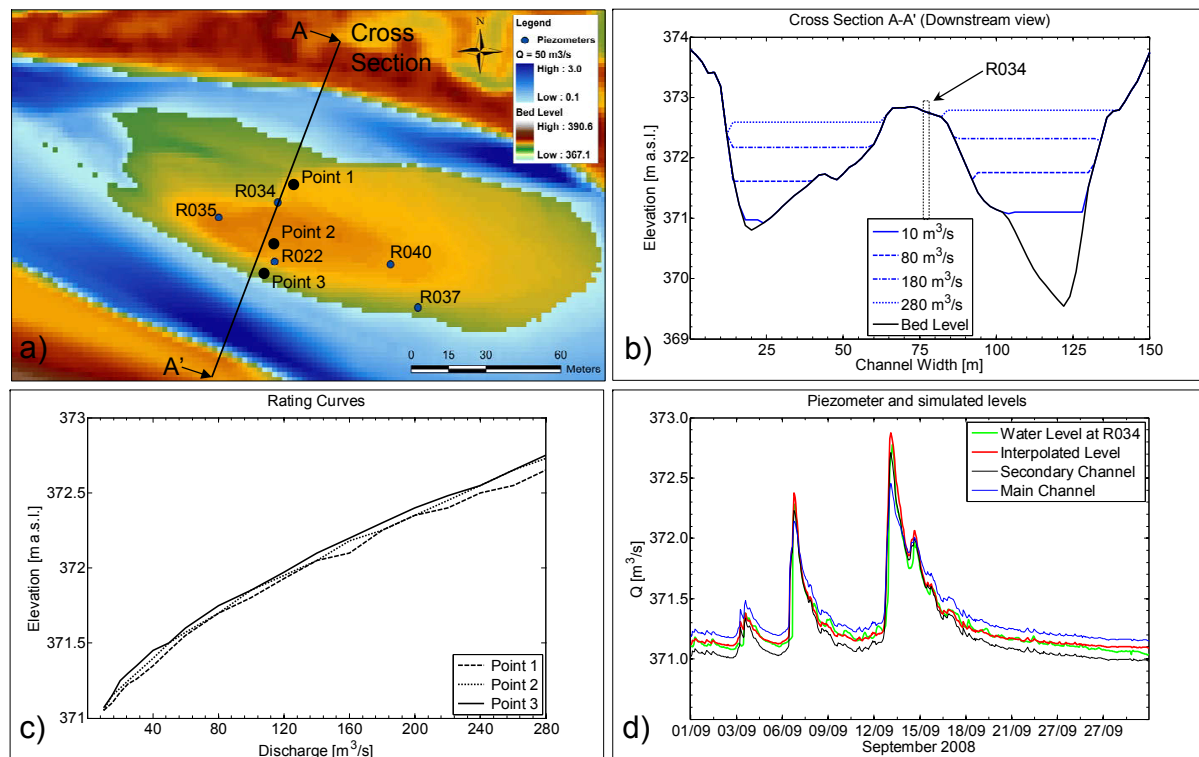 A
Cross
Section
N
Legend
Piezometers
Q = 50 m3/s
High : 3.0
Low : 0.1
Bed Level
High : 390.6
Low : 367.1
Point 1
R034
R035
Point 2
R022
R040
Point 3
R037
A'
0 15 30 60
Meters
a)
Cross Section A-A' (Downstream view)
374
373
372
371
370
369
Elevation [m a.s.l.]
R034
10 m³/s
80 m³/s
180 m³/s
280 m³/s
Bed Level
25 50 75 100 125 150
Channel Width [m]
b)
Rating Curves
373
372.5
372
371.5
371
Elevation [m a.s.l.]
Point 1
Point 2
Point 3
40 80 120 160 200 240 280
Discharge [m³/s]
c)
Piezometer and simulated levels
373.0
372.5
372.0
371.5
371.0
Q [m³/s]
Water Level at R034
Interpolated Level
Secondary Channel
Main Channel
01/09 03/09 06/09 09/09 12/09 15/09 18/09 21/09 24/09 27/09
September 2008
d)